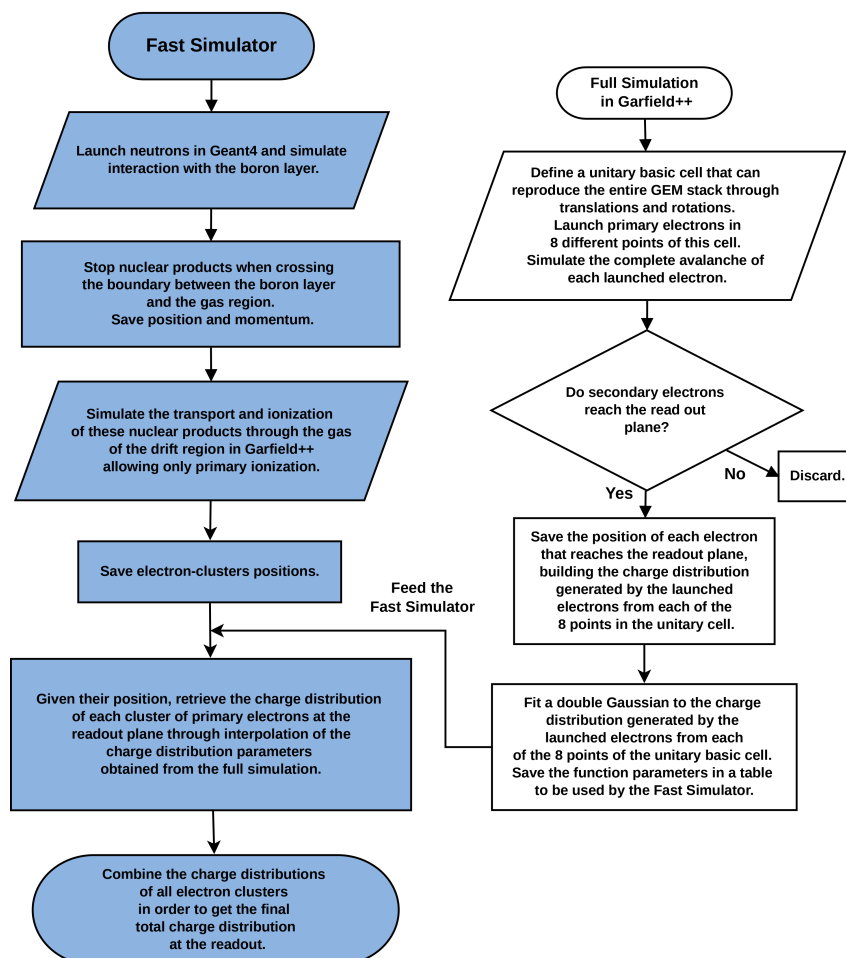 Fast Simulator
Launch neutrons in Geant4 and simulate
interaction with the boron layer.
Stop nuclear products when crossing
the boundary between the boron layer
and the gas region.
Save position and momentum.
Simulate the transport and ionization
of these nuclear products through the gas
of the drift region in Garfield++
allowing only primary ionization.
Save electron-clusters positions.
Given their position, retrieve the charge distribution
of each cluster of primary electrons at the
readout plane through interpolation of the
charge distribution parameters
obtained from the full simulation.
Combine the charge distributions
of all electron clusters
in order to get the final
total charge distribution
at the readout.
Feed the
Fast Simulator
Full Simulation
in Garfield++
Define a unitary basic cell that can
reproduce the entire GEM stack through
translations and rotations.
Launch primary electrons in
8 different points of this cell.
Simulate the complete avalanche of
each launched electron.
Do secondary electrons
reach the read out
plane?
No
Discard.
Yes
Save the position of each electron
that reaches the readout plane,
building the charge distribution
generated by the launched
electrons from each of the
8 points in the unitary cell.
Fit a double Gaussian to the charge
distribution generated by the
launched electrons from each
of the 8 points of the unitary basic cell.
Save the function parameters in a table
to be used by the Fast Simulator.